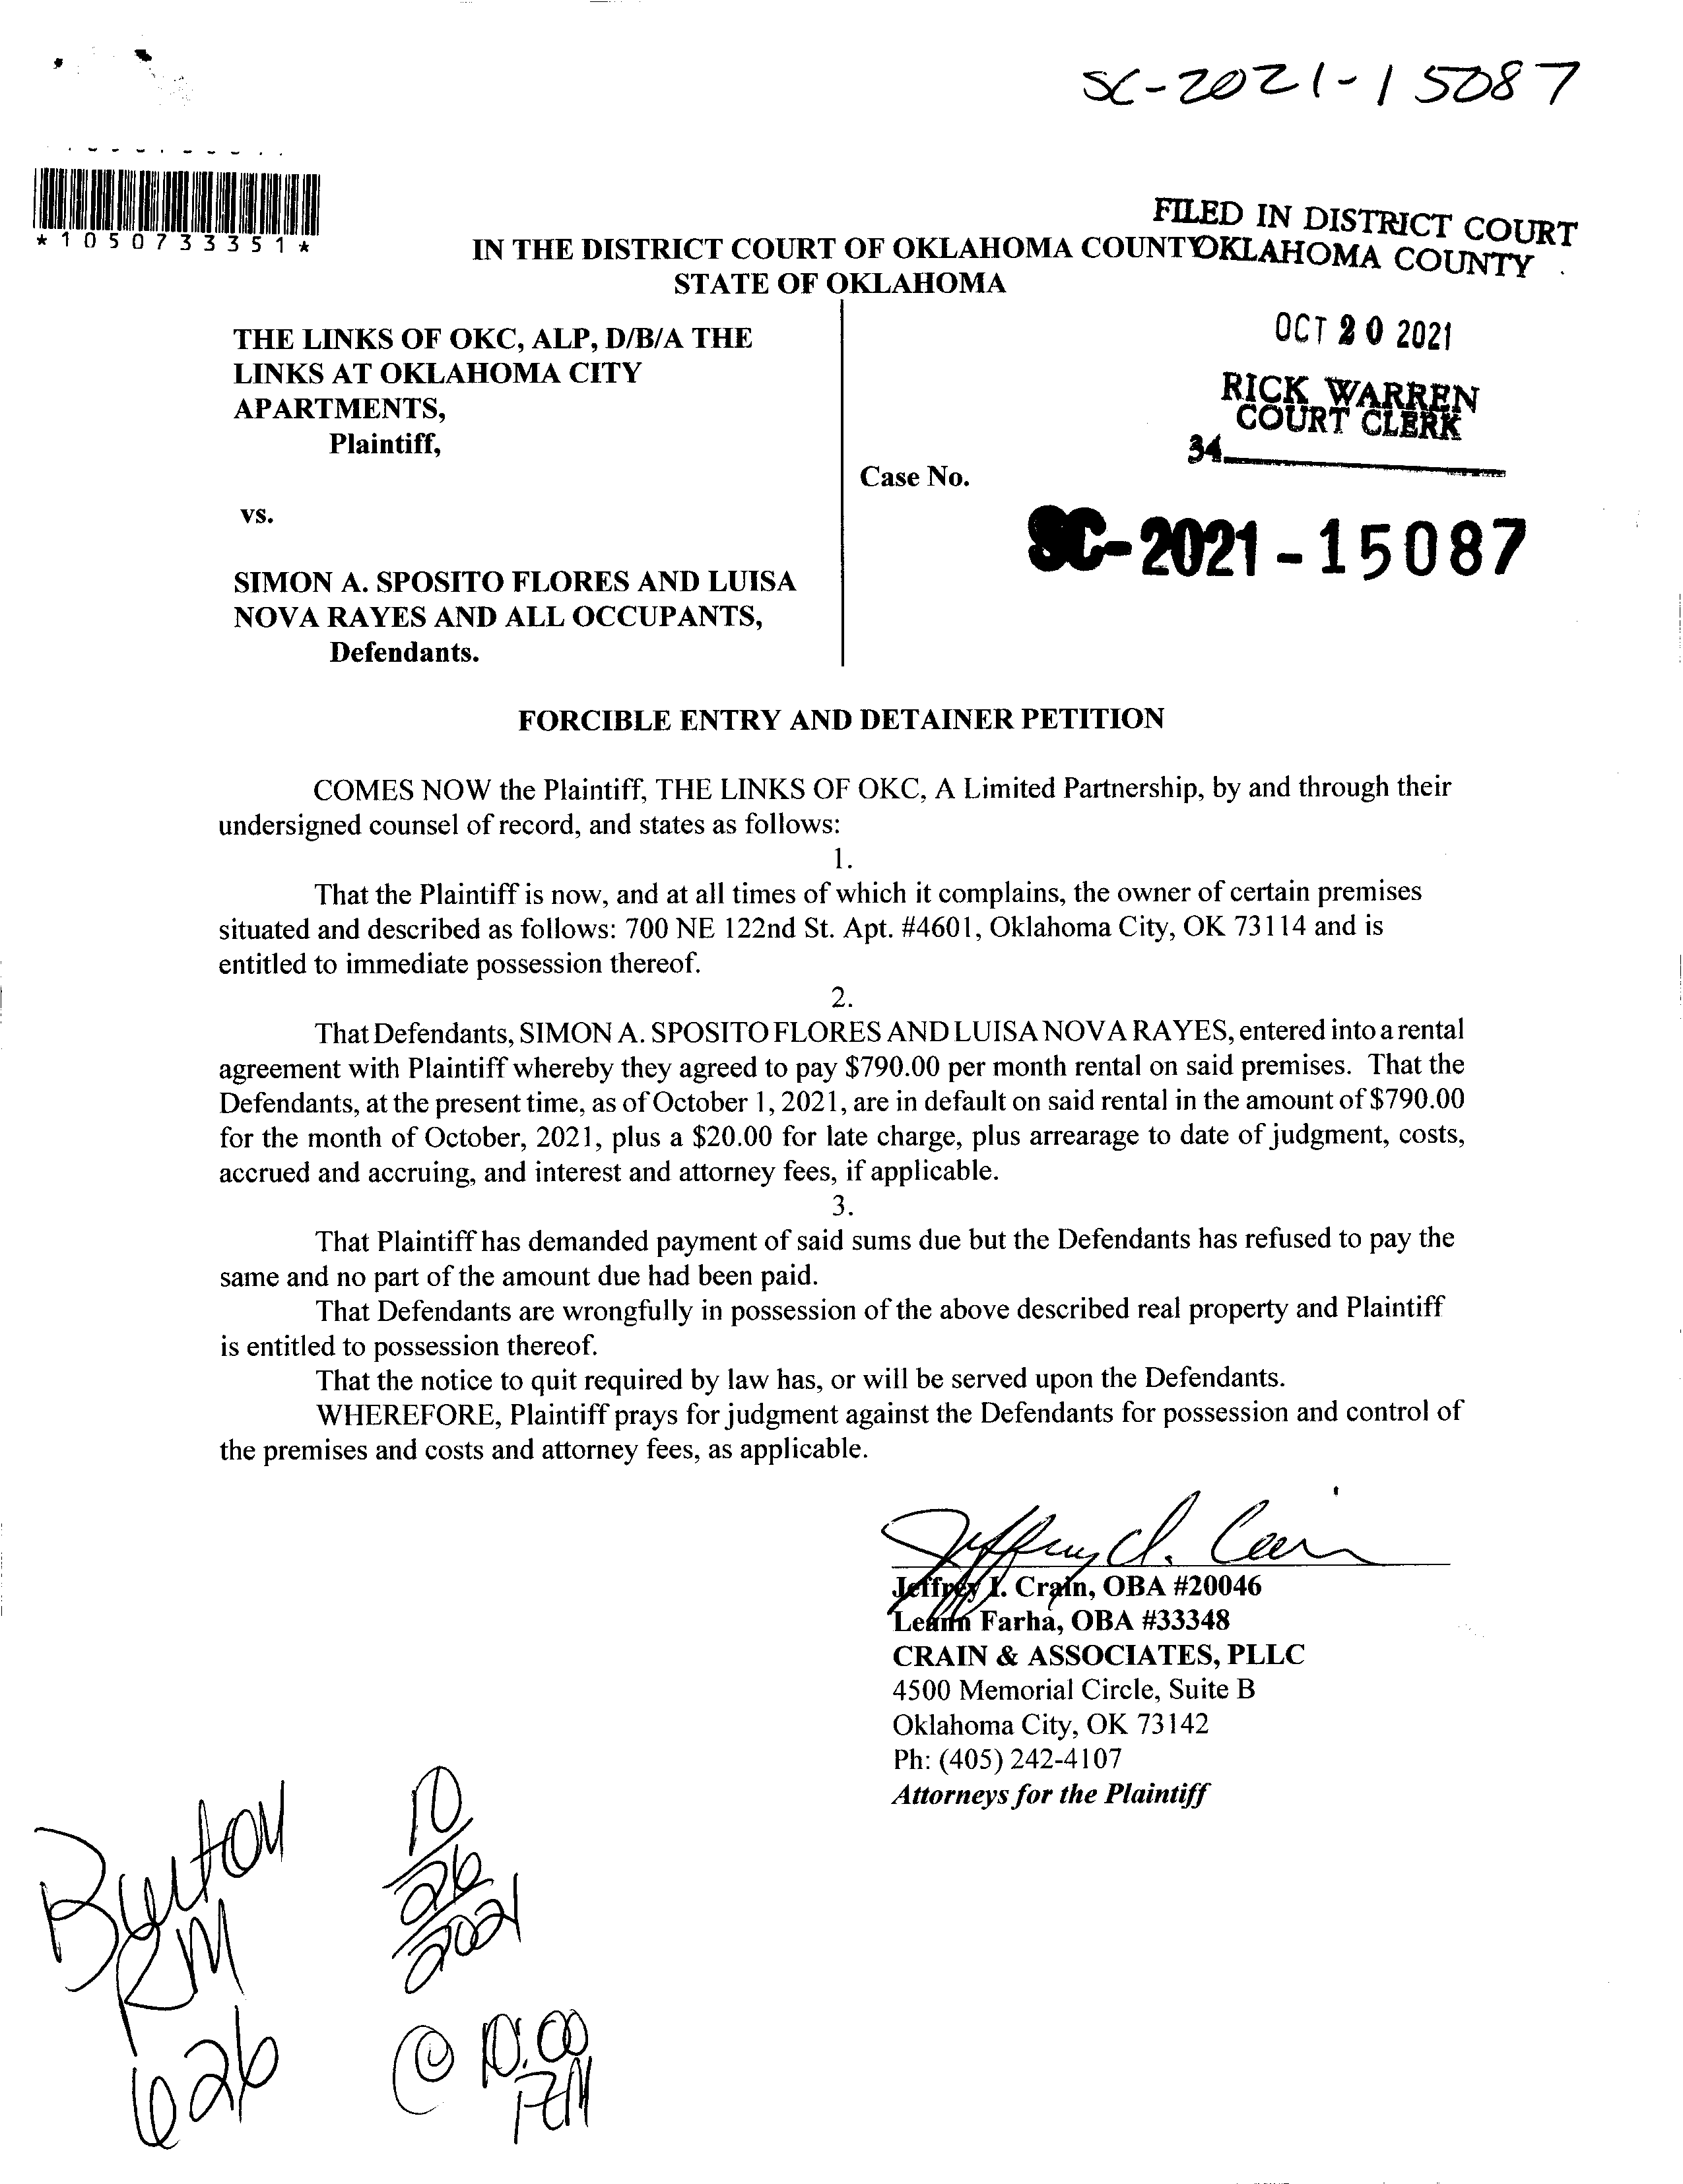 SC-2021-15087
*1050733351*
FILED IN DISTRICT COURT
OKLAHOMA COUNTY
IN THE DISTRICT COURT OF OKLAHOMA COUNTY
STATE OF OKLAHOMA
OCT 20 2021
RICK WARREN
COURT CLERK
34
THE LINKS OF OKC, ALP, D/B/A THE
LINKS AT OKLAHOMA CITY
APARTMENTS,
Plaintiff,
Case No.
vs.
SC-2021-15087
SIMON A. SPOSITO FLORES AND LUISA
NOVA RAYES AND ALL OCCUPANTS,
Defendants.
FORCIBLE ENTRY AND DETAINER PETITION
COMES NOW the Plaintiff, THE LINKS OF OKC, A Limited Partnership, by and through their
undersigned counsel of record, and states as follows:
1.
That the Plaintiff is now, and at all times of which it complains, the owner of certain premises
situated and described as follows: 700 NE 122nd St. Apt. #4601, Oklahoma City, OK 73114 and is
entitled to immediate possession thereof.
2.
That Defendants, SIMON A. SPOSITO FLORES AND LUISA NOVA RAYES, entered into a rental
agreement with Plaintiff whereby they agreed to pay $790.00 per month rental on said premises. That the
Defendants, at the present time, as of October 1, 2021, are in default on said rental in the amount of $790.00
for the month of October, 2021, plus a $20.00 for late charge, plus arrearage to date of judgment, costs,
accrued and accruing, and interest and attorney fees, if applicable.
3.
That Plaintiff has demanded payment of said sums due but the Defendants has refused to pay the
same and no part of the amount due had been paid.
That Defendants are wrongfully in possession of the above described real property and Plaintiff
is entitled to possession thereof.
That the notice to quit required by law has, or will be served upon the Defendants.
WHEREFORE, Plaintiff prays for judgment against the Defendants for possession and control of
the premises and costs and attorney fees, as applicable.
Jeffrey I. Crain
Jeffrey I. Crain, OBA #20046
Leann Farha, OBA #33348
CRAIN & ASSOCIATES, PLLC
4500 Memorial Circle, Suite B
Oklahoma City, OK 73142
Ph: (405) 242-4107
Attorneys for the Plaintiff
Burton
RM
626
10
26
2021
@ 10:00